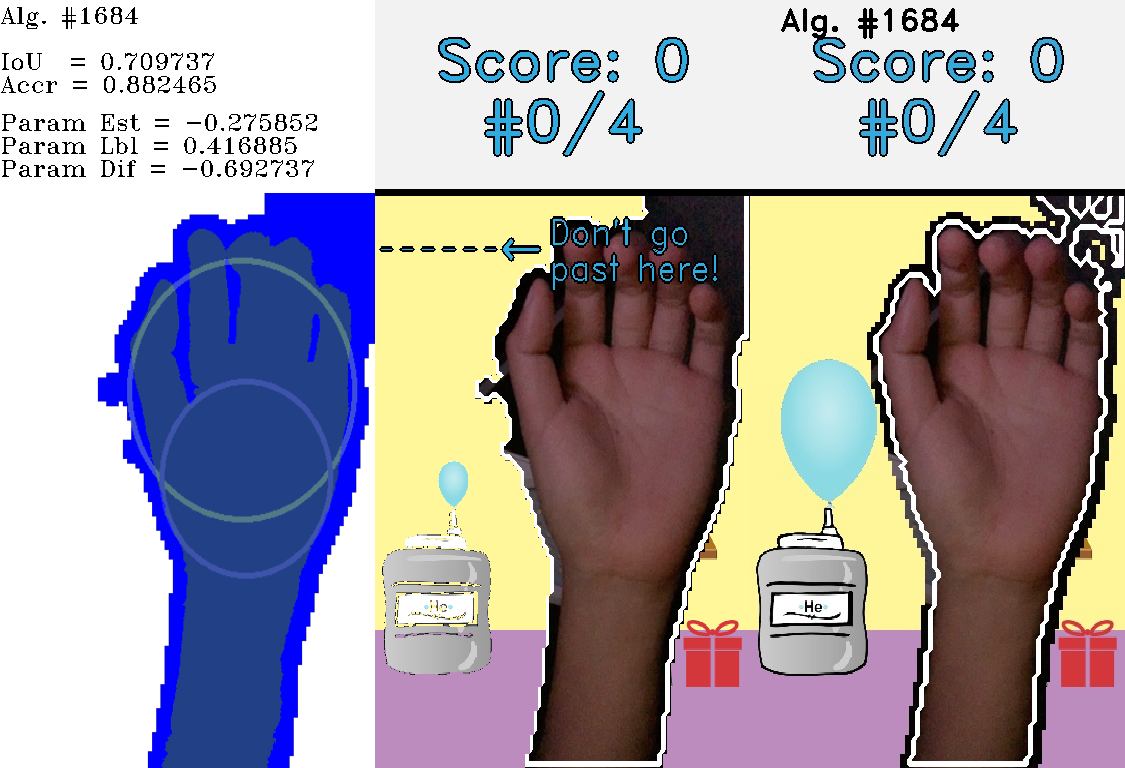 Alg. #1684
IoU = 0.709737
Accr = 0.882465
Param Est = -0.275852
Param Lbl = 0.416885
Param Dif = -0.692737
Score: 0
#0/4
Don't go
past here!
He
Alg. #1684
Score: 0
#0/4
He